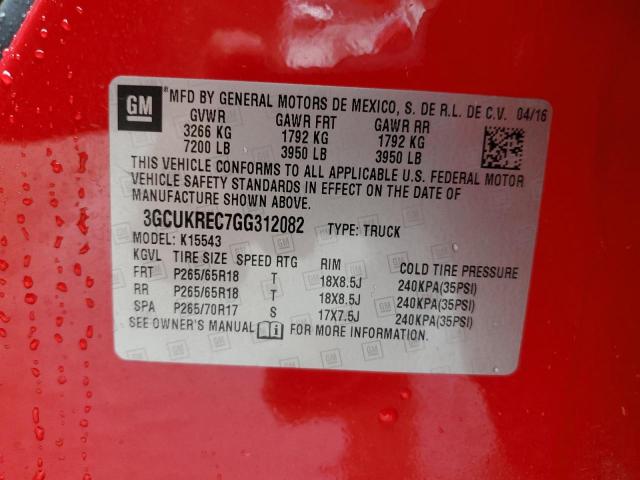 GM ®MFD BY GENERAL MOTORS DE MEXICO, S. DE R.L. DE C.V. 04/16
GVWR GAWR FRT GAWR RR
3266 KG 1792 KG 1792 KG
7200 LB 3950 LB 3950 LB
THIS VEHICLE CONFORMS TO ALL APPLICABLE U.S. FEDERAL MOTOR
VEHICLE SAFETY STANDARDS IN EFFECT ON THE DATE OF
MANUFACTURE SHOWN ABOVE.
3GCUKREC7GG312082 TYPE: TRUCK
MODEL: K15543
KGVL TIRE SIZE SPEED RTG RIM COLD TIRE PRESSURE
FRT P265/65R18 T 18X8.5J 240KPA(35PSI)
RR P265/65R18 T 18X8.5J 240KPA(35PSI)
SPA P265/70R17 S 17X7.5J 240KPA(35PSI)
SEE OWNER'S MANUAL i FOR MORE INFORMATION.